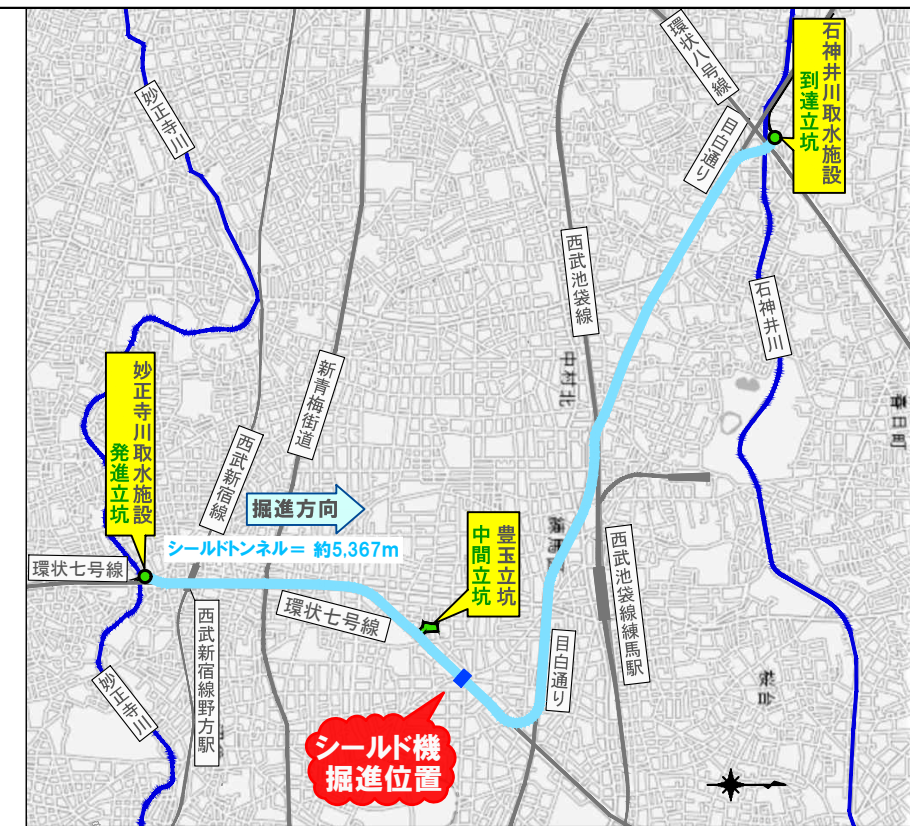 環状八号線
石神井川取水施設
到達立坑
目白通り
妙正寺川
西武池袋線
石神井川
中村北
春日町
新青梅街道
妙正寺川取水施設
発進立坑
西武新宿線
掘進方向
シールドトンネル= 約5,367m
豊玉立坑
中間立坑
環状七号線
環状七号線
西武池袋線練馬駅
目白通り
西武新宿線野方駅
妙正寺川
シールド機
掘進位置